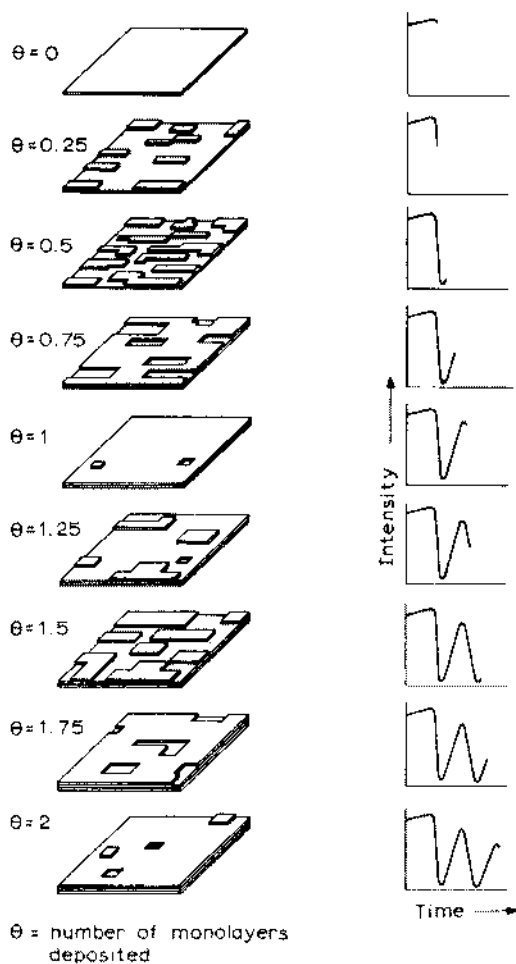 θ=0
θ=0.25
θ=0.5
θ=0.75
θ=1
θ=1.25
θ=1.5
θ=1.75
θ=2
Intensity
Time
θ = number of monolayers
deposited